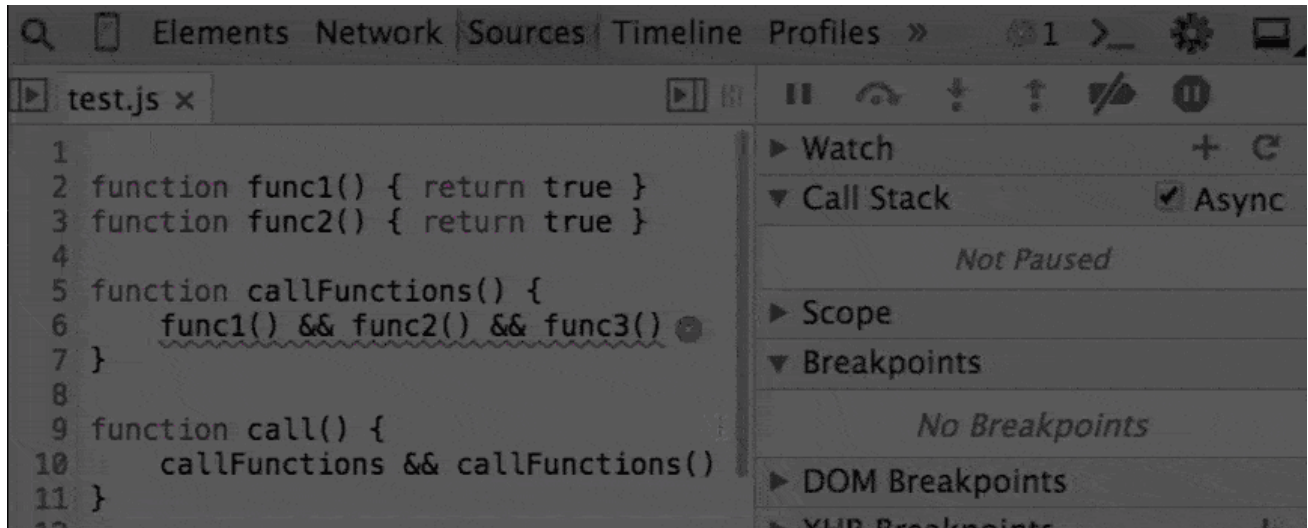 Elements Network Sources Timeline Profiles » 1
test.js ×
1
2 function func1() { return true }
3 function func2() { return true }
4
5 function callFunctions() {
6 func1() && func2() && func3()
7 }
8
9 function call() {
10 callFunctions && callFunctions()
11 }
Watch
Call Stack Async
Not Paused
Scope
Breakpoints
No Breakpoints
DOM Breakpoints
XHR Breakpoints